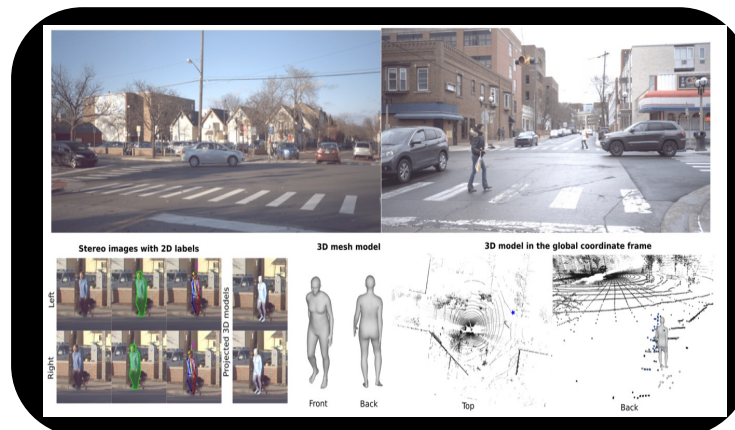 Stereo images with 2D labels
3D mesh model
3D model in the global coordinate frame
Left
Right
Projected 3D models
Front
Back
Top
Back